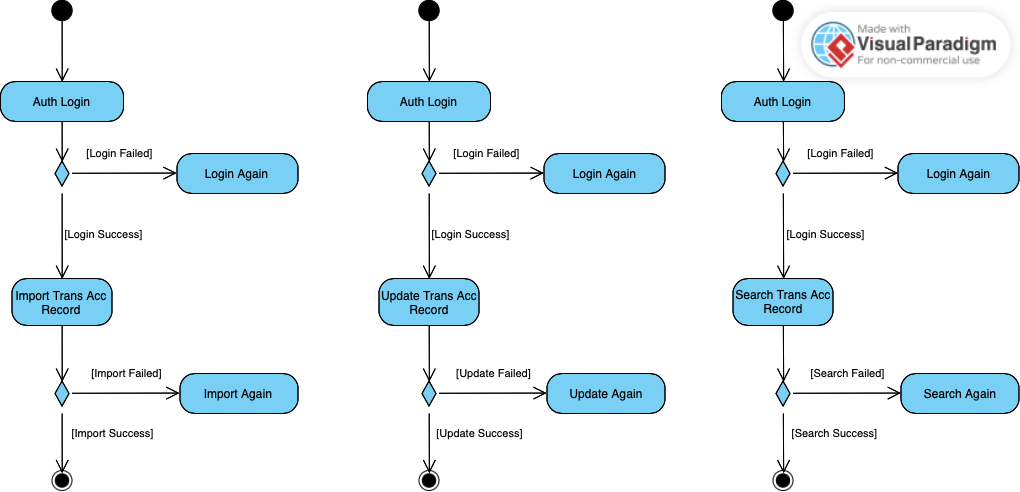 Made with
VisualParadigm
For non-commercial use
Auth Login
Auth Login
Auth Login
[Login Failed]
[Login Failed]
[Login Failed]
Login Again
Login Again
Login Again
[Login Success]
[Login Success]
[Login Success]
Import Trans Acc
Record
Update Trans Acc
Record
Search Trans Acc
Record
[Import Failed]
[Update Failed]
[Search Failed]
Import Again
Update Again
Search Again
[Import Success]
[Update Success]
[Search Success]